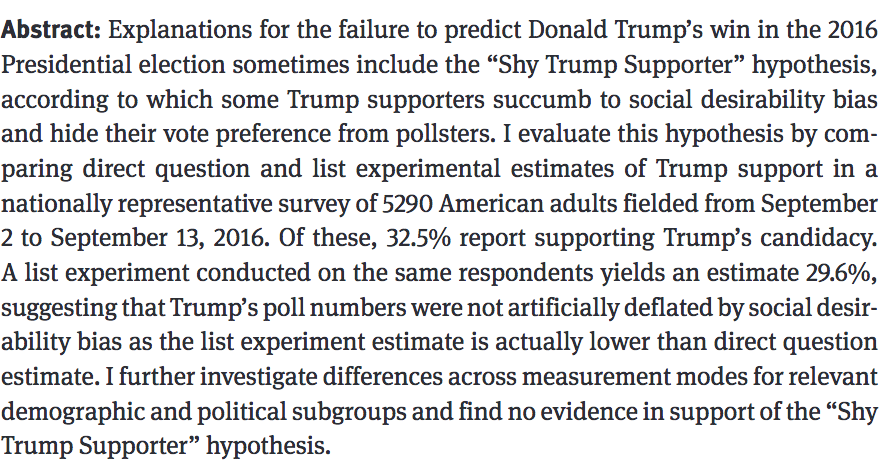 Abstract: Explanations for the failure to predict Donald Trump’s win in the 2016
Presidential election sometimes include the “Shy Trump Supporter” hypothesis,
according to which some Trump supporters succumb to social desirability bias
and hide their vote preference from pollsters. I evaluate this hypothesis by com-
paring direct question and list experimental estimates of Trump support in a
nationally representative survey of 5290 American adults fielded from September
2 to September 13, 2016. Of these, 32.5% report supporting Trump’s candidacy.
A list experiment conducted on the same respondents yields an estimate 29.6%,
suggesting that Trump’s poll numbers were not artificially deflated by social desir-
ability bias as the list experiment estimate is actually lower than direct question
estimate. I further investigate differences across measurement modes for relevant
demographic and political subgroups and find no evidence in support of the “Shy
Trump Supporter” hypothesis.